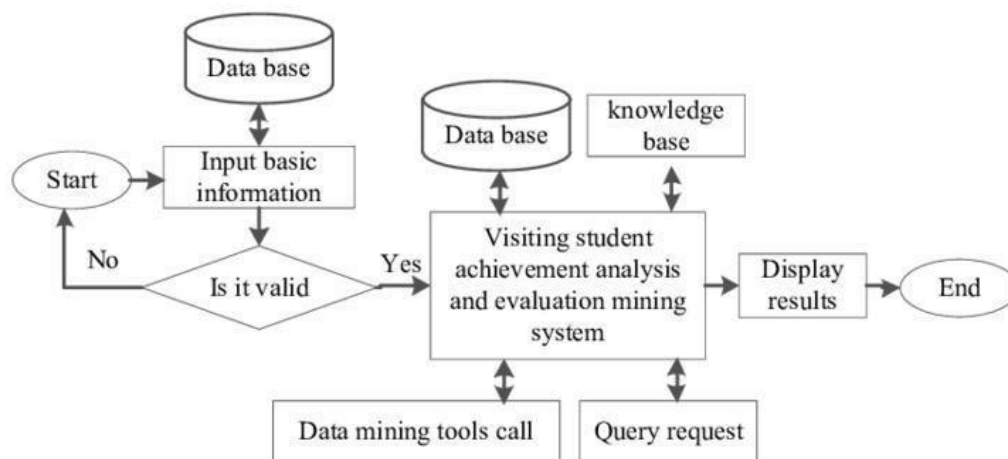 Data base
Start
Input basic
information
No
Is it valid
Yes
Data base
knowledge
base
Visiting student
achievement analysis
and evaluation mining
system
Display
results
End
Data mining tools call
Query request